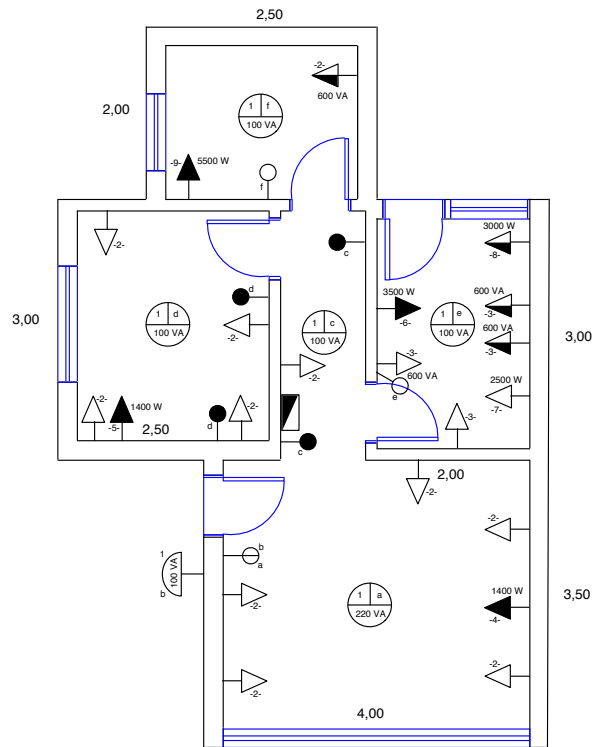 2,50
-2-
600 VA
2,00
1 f
100 VA
-9- 5500 W
f
-2-
c
3000 W
-8-
3,00
d
1 d
100 VA
-2-
1 c
100 VA
3500 W
-6-
1 e
100 VA
600 VA
-3-
600 VA
-3-
3,00
-3-
600 VA
-2-
e
2500 W
-7-
-2-
1400 W
-5-
d
-2-
-3-
2,50
c
2,00
-2-
-2-
b
a
1
100 VA
b
-2-
1 a
220 VA
1400 W
-4-
3,50
-2-
-2-
4,00